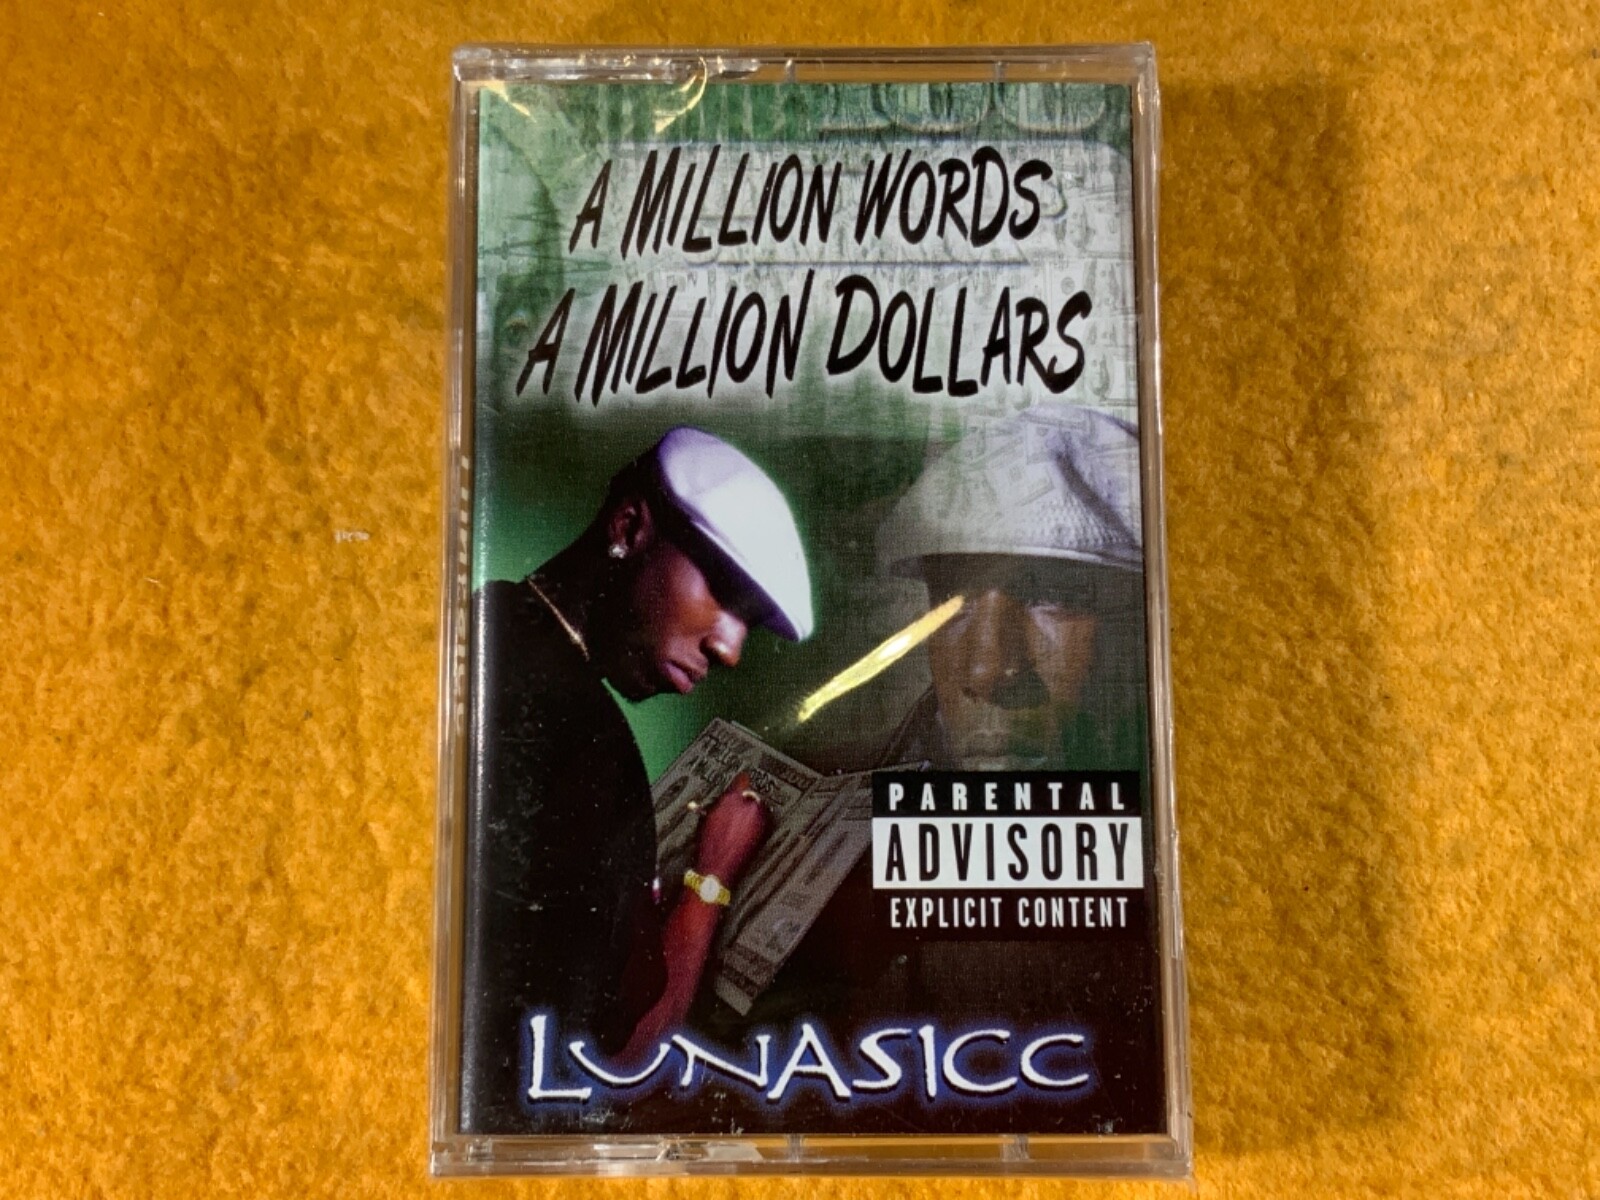 A MILLION WORDS
A MILLION DOLLARS
PARENTAL
ADVISORY
EXPLICIT CONTENT
LUNASICC